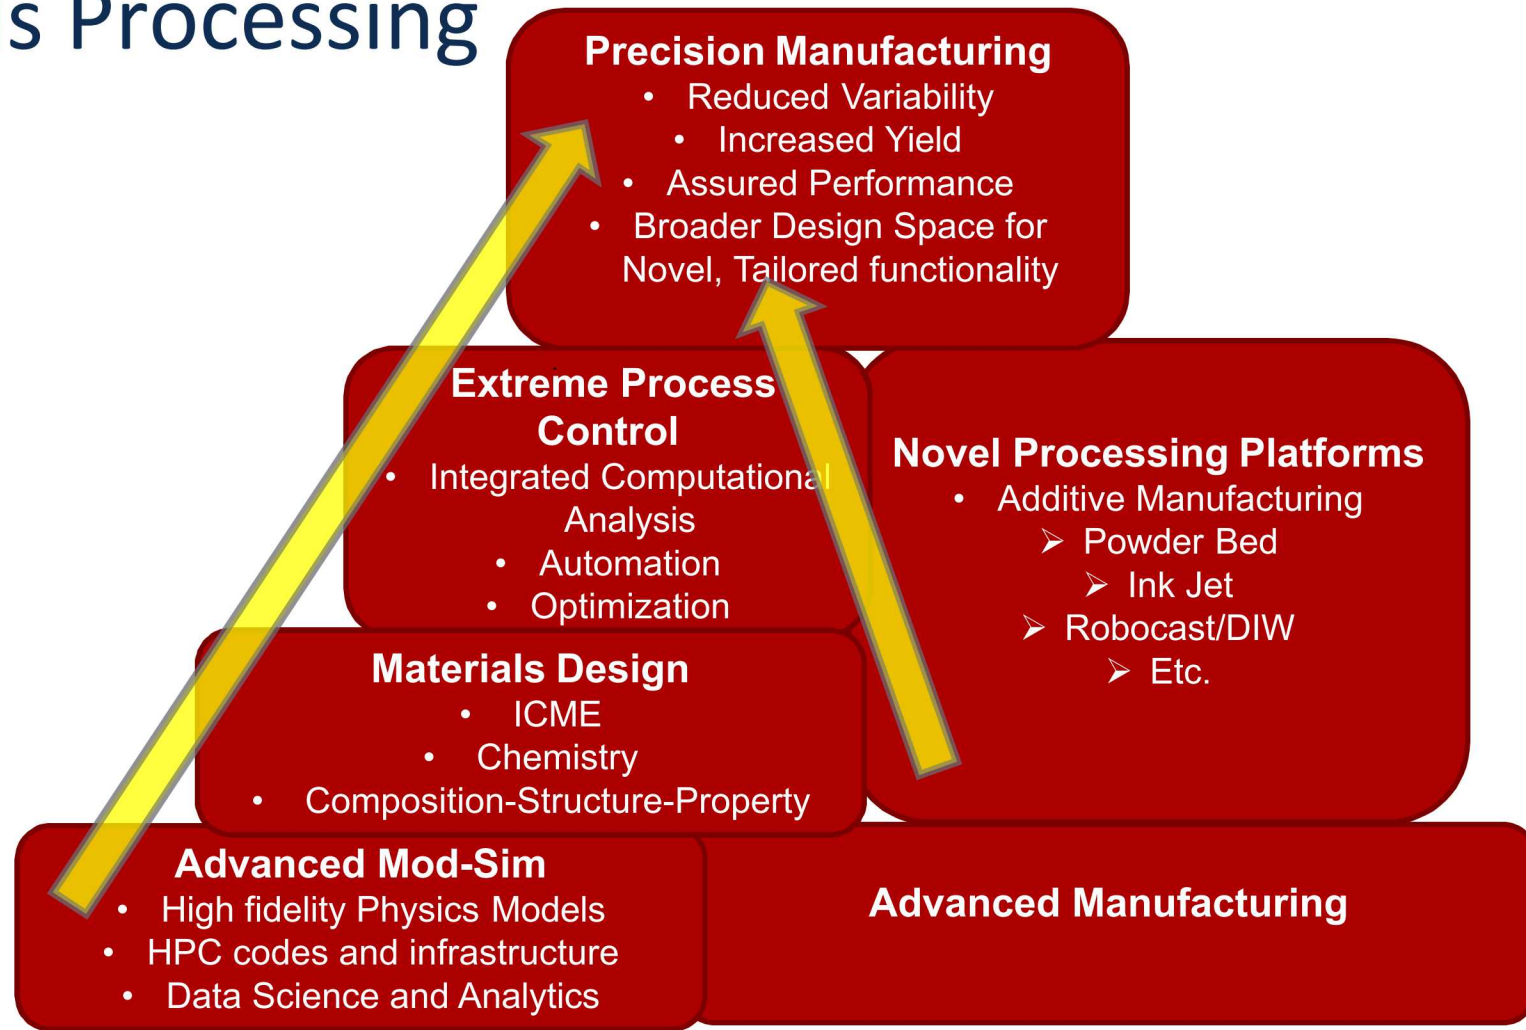 ls Processing
Precision Manufacturing
• Reduced Variability
• Increased Yield
• Assured Performance
• Broader Design Space for
Novel, Tailored functionality
Extreme Process
Control
• Integrated Computational
Analysis
• Automation
• Optimization
Novel Processing Platforms
• Additive Manufacturing
➢ Powder Bed
➢ Ink Jet
➢ Robocast/DIW
➢ Etc.
Materials Design
• ICME
• Chemistry
• Composition-Structure-Property
Advanced Mod-Sim
• High fidelity Physics Models
• HPC codes and infrastructure
• Data Science and Analytics
Advanced Manufacturing